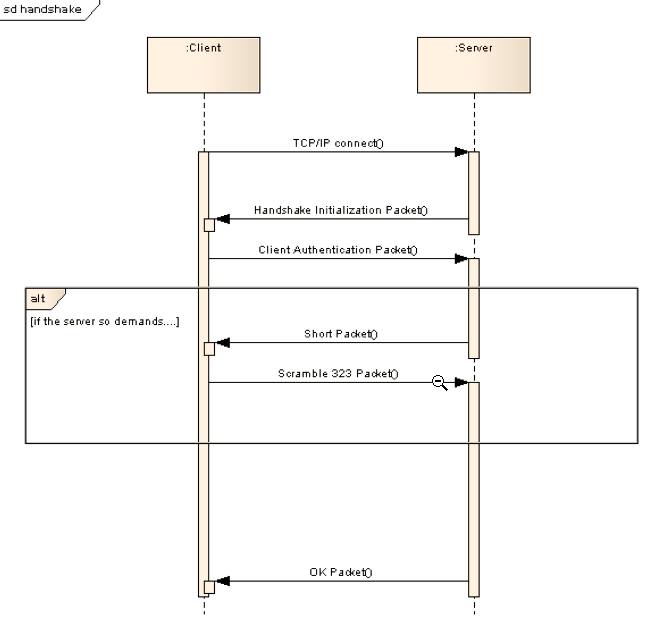 sd handshake
:Client
:Server
TCP/IP connect()
Handshake Initialization Packet()
Client Authentication Packet()
alt
[if the server so demands....]
Short Packet()
Scramble 323 Packet()
OK Packet()